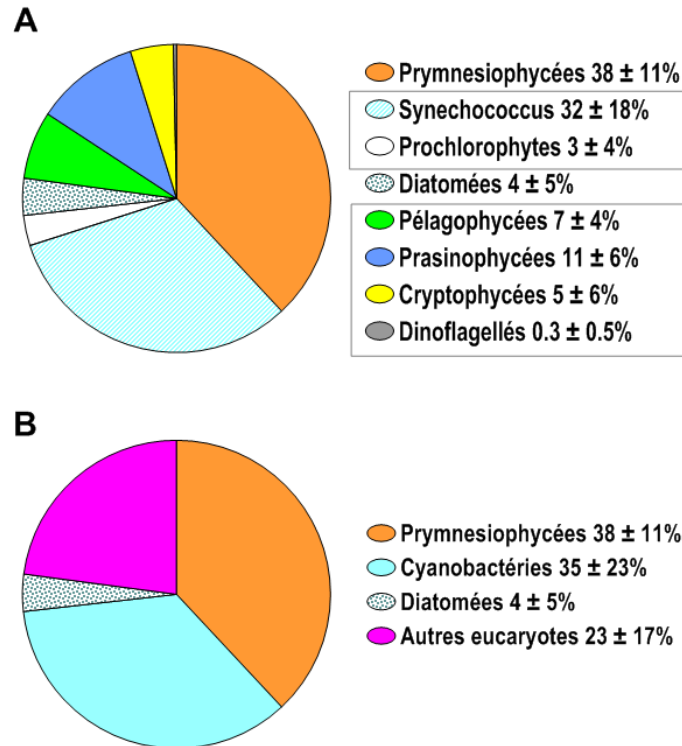 A
Prymnesiophycées 38 ± 11%
Synechococcus 32 ± 18%
Prochlorophytes 3 ± 4%
Diatomées 4 ± 5%
Pélagophycées 7 ± 4%
Prasinophycées 11 ± 6%
Cryptophycées 5 ± 6%
Dinoflagellés 0.3 ± 0.5%
B
Prymnesiophycées 38 ± 11%
Cyanobactéries 35 ± 23%
Diatomées 4 ± 5%
Autres eucaryotes 23 ± 17%